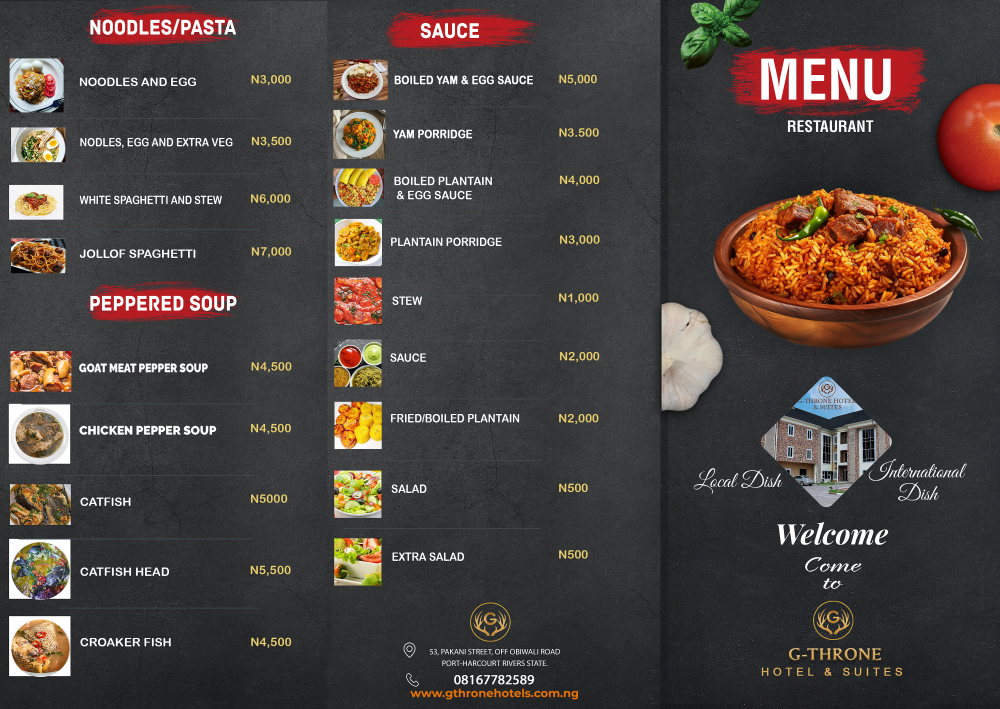 NOODLES/PASTA
NOODLES AND EGG N3,000
NODLES, EGG AND EXTRA VEG N3,500
WHITE SPAGHETTI AND STEW N6,000
JOLLOF SPAGHETTI N7,000
PEPPERED SOUP
GOAT MEAT PEPPER SOUP N4,500
CHICKEN PEPPER SOUP N4,500
CATFISH N5000
CATFISH HEAD N5,500
CROAKER FISH N4,500
SAUCE
BOILED YAM & EGG SAUCE N5,000
YAM PORRIDGE N3.500
BOILED PLANTAIN N4,000
& EGG SAUCE
PLANTAIN PORRIDGE N3,000
STEW N1,000
SAUCE N2,000
FRIED/BOILED PLANTAIN N2,000
SALAD N500
EXTRA SALAD N500
G
53, PAKANI STREET, OFF OBIWALI ROAD
PORT-HARCOURT RIVERS STATE.
08167782589
www.gthronehotels.com.ng
MENU
RESTAURANT
G-THRONE HOTEL
& SUITES
Local Dish
International
Dish
Welcome
Come
to
G
G-THRONE
HOTEL & SUITES